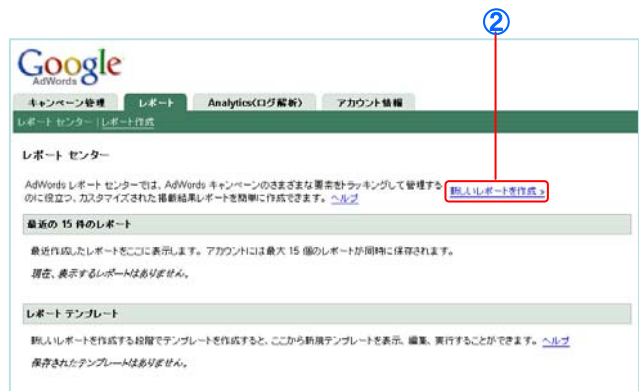 ②
Google
AdWords
キャンペーン管理 レポート Analytics(ログ解析) アカウント情報
レポート センター | レポート作成
レポート センター
AdWords レポート センターでは、AdWords キャンペーンのさまざまな要素をトラッキングして管理する
のに役立つ、カスタマイズされた掲載結果レポートを簡単に作成できます。 ヘルプ
新しいレポートを作成 »
最近の 15 件のレポート
最近作成したレポートをここに表示します。アカウントには最大 15 個のレポートが同時に保存されます。
現在、表示するレポートはありません。
レポート テンプレート
新しいレポートを作成する段階でテンプレートを作成すると、ここから新規テンプレートを表示、編集、実行することができます。 ヘルプ
保存されたテンプレートはありません。